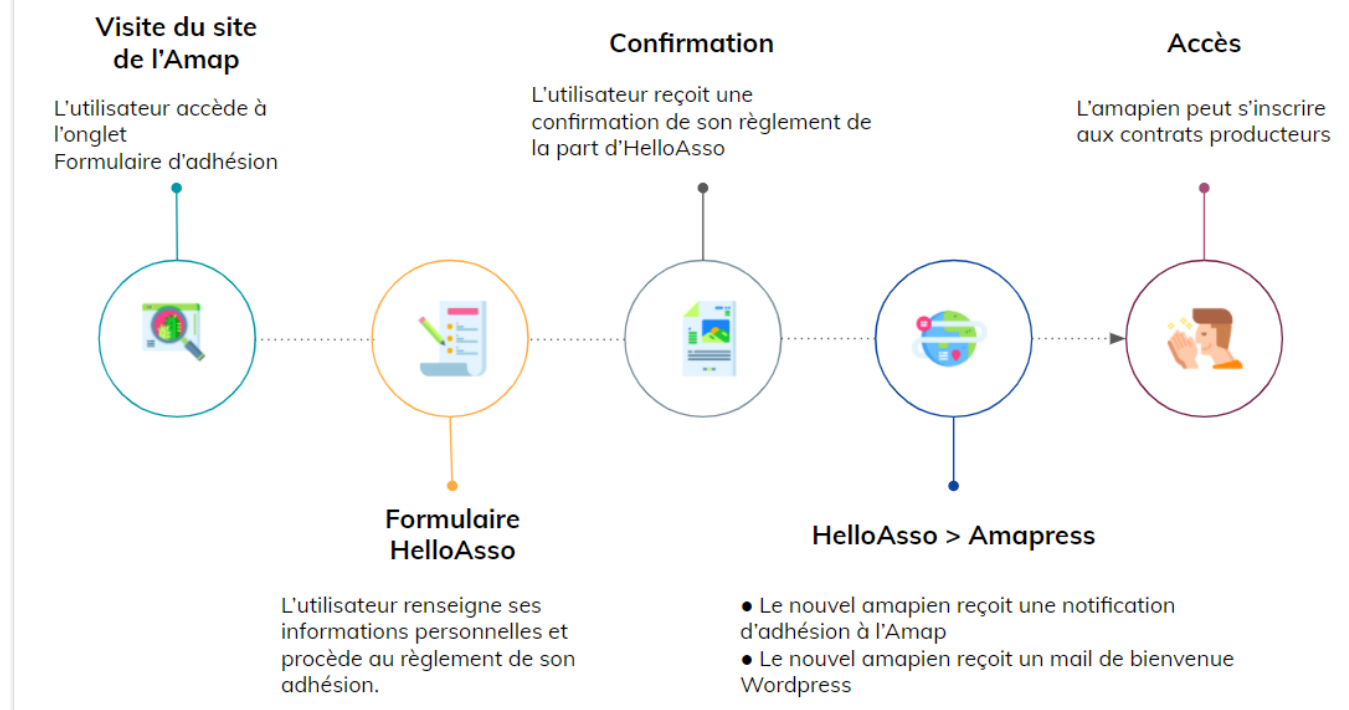 Visite du site
de l'Amap
L'utilisateur accède à
l'onglet
Formulaire d'adhésion
Formulaire
HelloAsso
L'utilisateur renseigne ses
informations personnelles et
procède au règlement de son
adhésion.
Confirmation
L'utilisateur reçoit une
confirmation de son règlement de
la part d'HelloAsso
HelloAsso > Amapress
● Le nouvel amapien reçoit une notification
d'adhésion à l'Amap
● Le nouvel amapien reçoit un mail de bienvenue
Wordpress
Accès
L'amapien peut s'inscrire
aux contrats producteurs